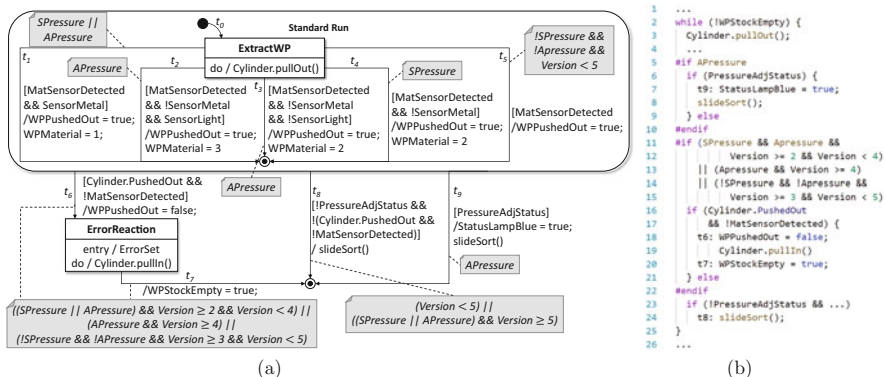 t0
Standard Run
SPressure ||
APressure
ExtractWP
do / Cylinder.pullOut()
!SPressure &&
!Apressure &&
Version < 5
t1
t2
t3
t4
t5
APressure
SPressure
[MatSensorDetected
&& SensorMetal]
/WPPushedOut = true;
WPMaterial = 1;
[MatSensorDetected
&& !SensorMetal
&& SensorLight]
/WPPushedOut = true;
WPMaterial = 3
[MatSensorDetected
&& !SensorMetal
&& !SensorLight]
/WPPushedOut = true;
WPMaterial = 2
[MatSensorDetected
&& !SensorMetal]
/WPPushedOut = true;
WPMaterial = 2
[MatSensorDetected
/WPPushedOut = true;
t6
[Cylinder.PushedOut &&
!MatSensorDetected]
/WPPushedOut = false;
APressure
t8
[!PressureAdjStatus &&
!(Cylinder.PushedOut &&
!MatSensorDetected)]
/ slideSort()
t9
[PressureAdjStatus]
/StatusLampBlue = true;
slideSort()
APressure
ErrorReaction
entry / ErrorSet
do / Cylinder.pullIn()
t7
/WPStockEmpty = true;
((SPressure || APressure) && Version ≥ 2 && Version < 4) ||
(APressure && Version ≥ 4) ||
(!SPressure && !APressure && Version ≥ 3 && Version < 5)
(Version < 5) ||
((SPressure || APressure) && Version ≥ 5)
(a)
1 ...
2 while (!WPStockEmpty) {
3 Cylinder.pullOut();
4 ...
5 #if APressure
6 if (PressureAdjStatus) {
7 t9: StatusLampBlue = true;
8 slideSort();
9 } else
10 #endif
11 #if (SPressure && Apressure &&
12 Version >= 2 && Version < 4)
13 || (Apressure && Version >= 4)
14 || (!SPressure && !Apressure &&
15 Version >= 3 && Version < 5)
16 if (Cylinder.PushedOut
17 && !MatSensorDetected) {
18 t6: WPPushedOut = false;
19 Cylinder.pullIn()
20 t7: WPStockEmpty = true;
21 } else
22 #endif
23 if (!PressureAdjStatus && ...)
24 t8: slideSort();
25 }
26 ...
(b)